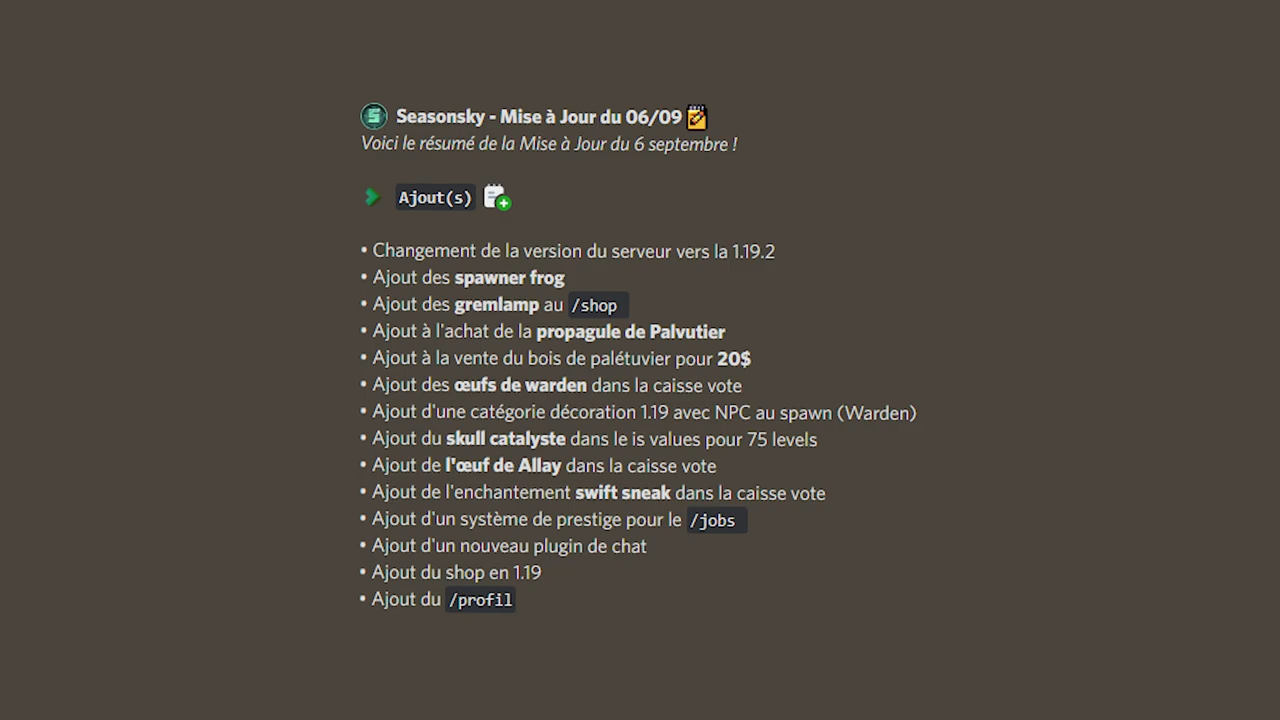 Seasonsky - Mise à Jour du 06/09
Voici le résumé de la Mise à Jour du 6 septembre !
Ajout(s)
• Changement de la version du serveur vers la 1.19.2
• Ajout des spawner frog
• Ajout des gremlamp au /shop
• Ajout à l'achat de la propagule de Palvutier
• Ajout à la vente du bois de palétuvier pour 20$
• Ajout des œufs de warden dans la caisse vote
• Ajout d'une catégorie décoration 1.19 avec NPC au spawn (Warden)
• Ajout du skull catalyste dans le is values pour 75 levels
• Ajout de l'œuf de Allay dans la caisse vote
• Ajout de l'enchantement swift sneak dans la caisse vote
• Ajout d'un système de prestige pour le /jobs
• Ajout d'un nouveau plugin de chat
• Ajout du shop en 1.19
• Ajout du /profil